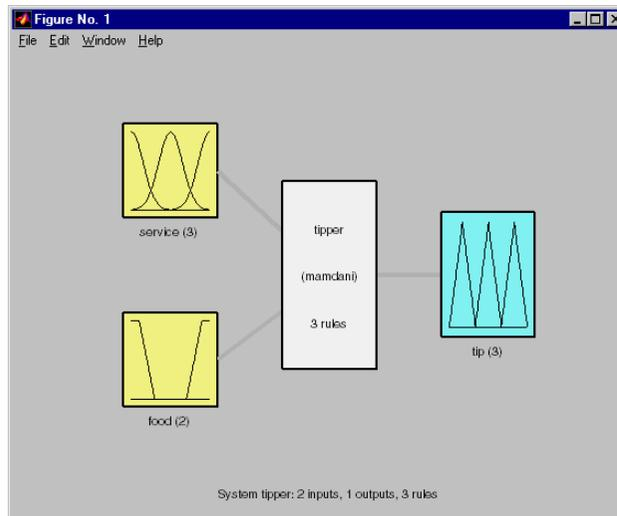 Figure No. 1
File Edit Window Help
service (3)
tipper
(mamdani)
3 rules
tip (3)
food (2)
System tipper: 2 inputs, 1 outputs, 3 rules